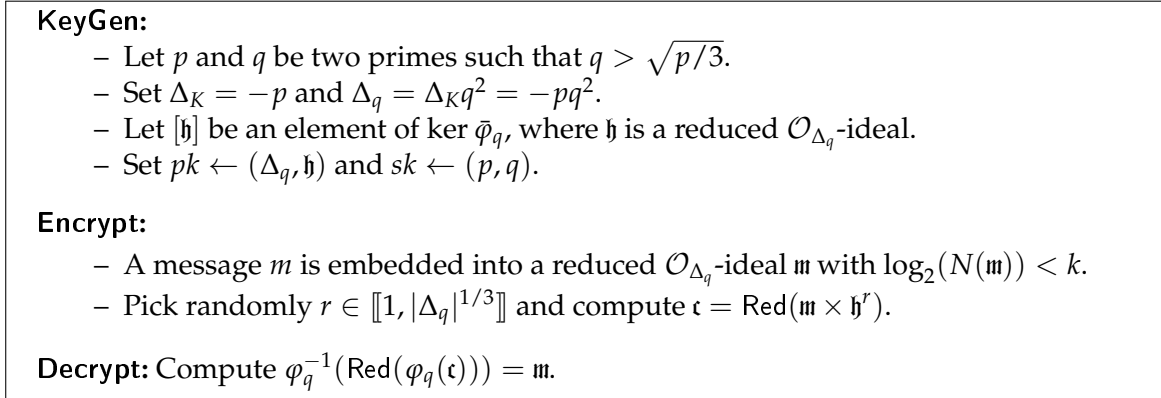 KeyGen:
– Let p and q be two primes such that q > √p/3.
– Set Δ_K = −p and Δ_q = Δ_K q² = −pq².
– Let [𝔥] be an element of ker φ̄_q, where 𝔥 is a reduced 𝒪_{Δ_q}-ideal.
– Set pk ← (Δ_q, 𝔥) and sk ← (p, q).
Encrypt:
– A message m is embedded into a reduced 𝒪_{Δ_q}-ideal 𝔪 with log₂(N(𝔪)) < k.
– Pick randomly r ∈ ⟦1, |Δ_q|^{1/3}⟧ and compute 𝔠 = Red(𝔪 × 𝔥^r).
Decrypt: Compute φ_q^{−1}(Red(φ_q(𝔠))) = 𝔪.